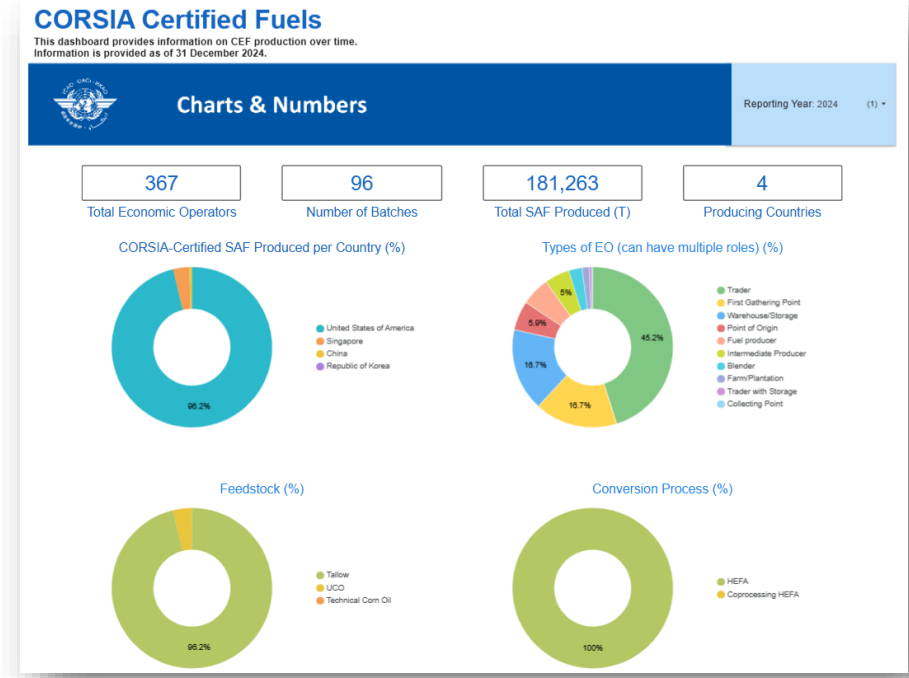 CORSIA Certified Fuels
This dashboard provides information on CEF production over time.
Information is provided as of 31 December 2024.
Charts & Numbers
Reporting Year: 2024 (1)
367
Total Economic Operators
96
Number of Batches
181,263
Total SAF Produced (T)
4
Producing Countries
CORSIA-Certified SAF Produced per Country (%)
96.2%
United States of America
Singapore
China
Republic of Korea
Types of EO (can have multiple roles) (%)
5%
5.9%
16.7%
16.7%
45.2%
Trader
First Gathering Point
Warehouse/Storage
Point of Origin
Fuel producer
Intermediate Producer
Blender
Farm/Plantation
Trader with Storage
Collecting Point
Feedstock (%)
96.2%
Tallow
UCO
Technical Corn Oil
Conversion Process (%)
100%
HEFA
Coprocessing HEFA